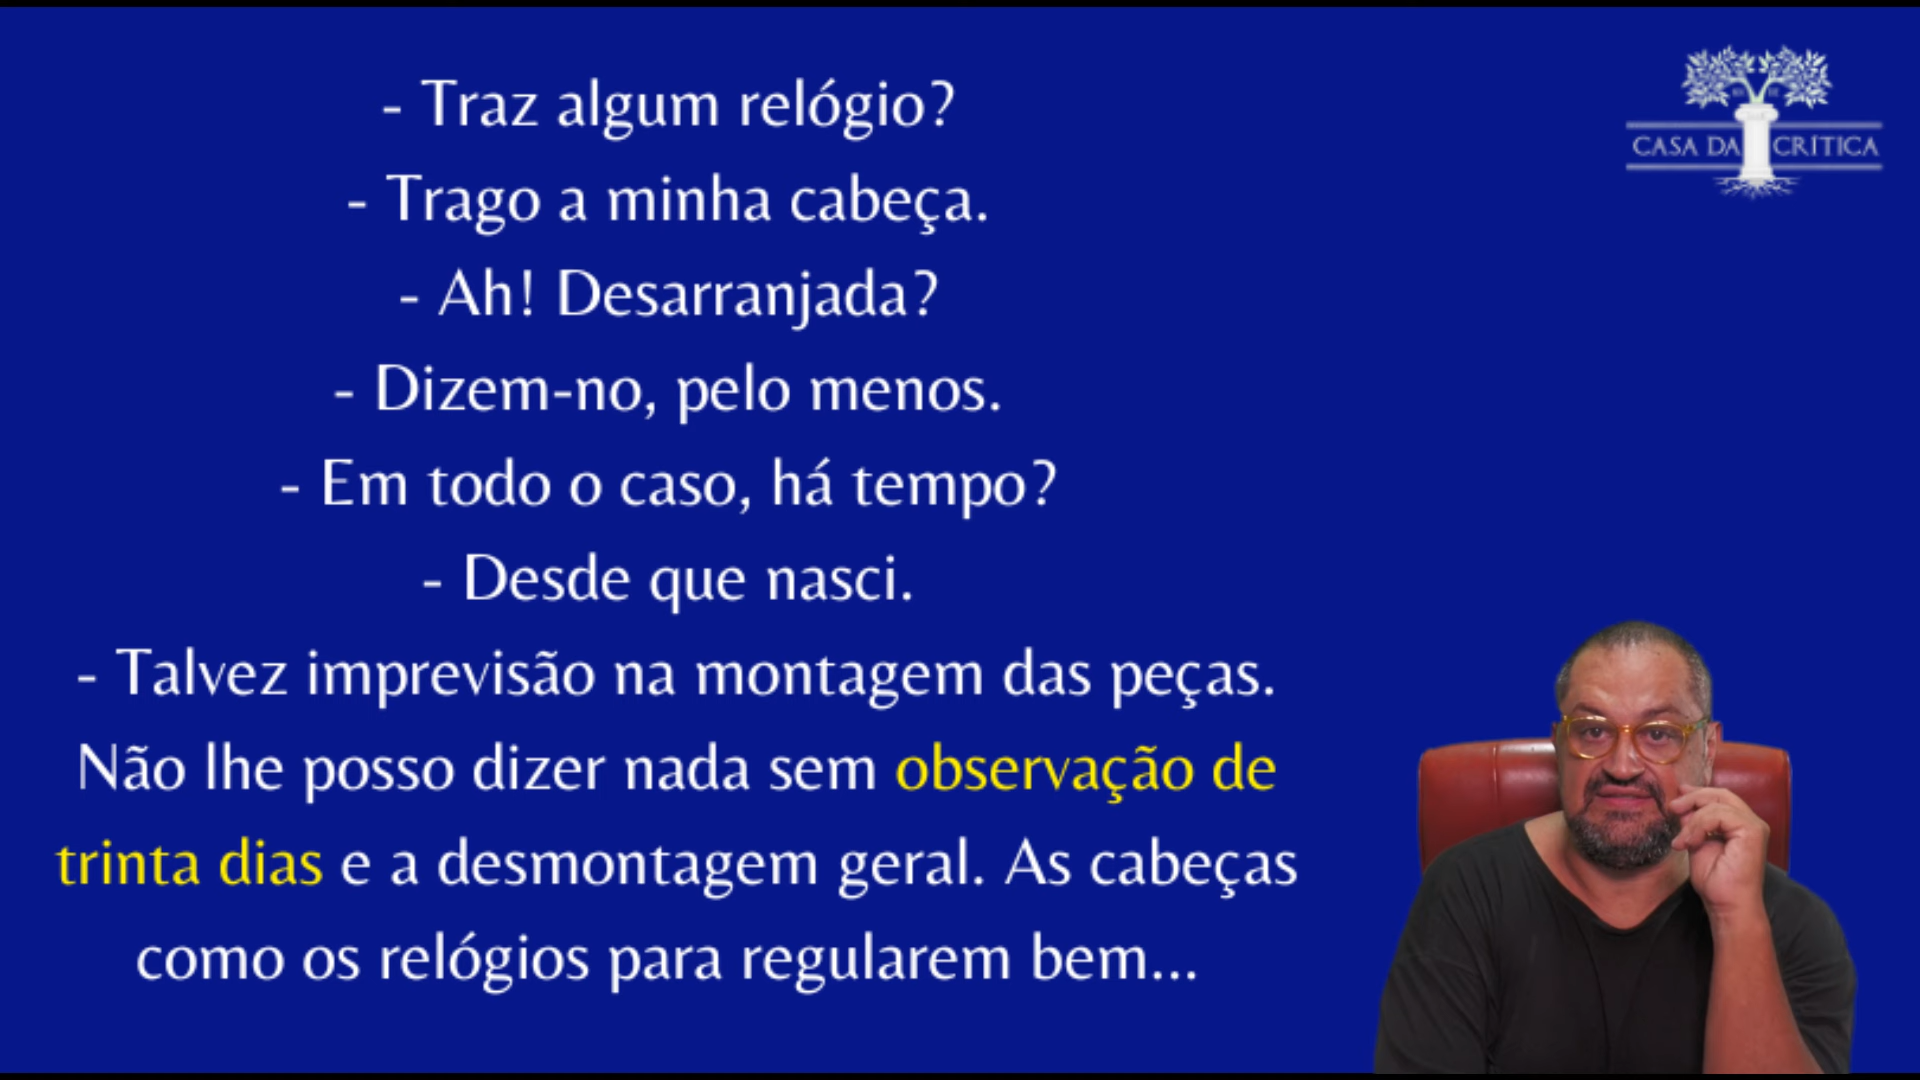 - Traz algum relógio?
- Trago a minha cabeça.
- Ah! Desarranjada?
- Dizem-no, pelo menos.
- Em todo o caso, há tempo?
- Desde que nasci.
- Talvez imprevisão na montagem das peças.
Não lhe posso dizer nada sem observação de
trinta dias e a desmontagem geral. As cabeças
como os relógios para regularem bem...
CASA DA CRÍTICA